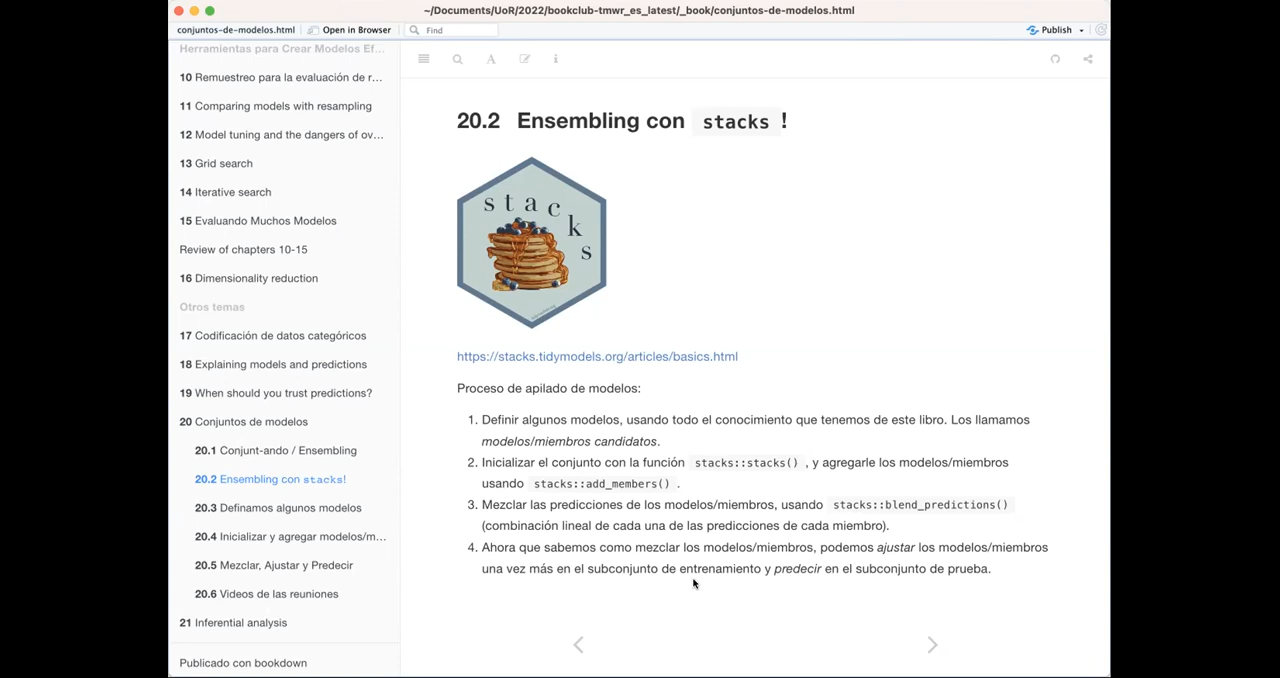 ~/Documents/UoR/2022/bookclub-tmwr_es_latest/_book/conjuntos-de-modelos.html
conjuntos-de-modelos.html
Open in Browser
Find
Publish
Herramientas para Crear Modelos Ef...
10 Remuestreo para la evaluación de r...
11 Comparing models with resampling
12 Model tuning and the dangers of ov...
13 Grid search
14 Iterative search
15 Evaluando Muchos Modelos
Review of chapters 10-15
16 Dimensionality reduction
Otros temas
17 Codificación de datos categóricos
18 Explaining models and predictions
19 When should you trust predictions?
20 Conjuntos de modelos
20.1 Conjunt-ando / Ensembling
20.2 Ensembling con stacks!
20.3 Definamos algunos modelos
20.4 Inicializar y agregar modelos/m...
20.5 Mezclar, Ajustar y Predecir
20.6 Videos de las reuniones
21 Inferential analysis
Publicado con bookdown
20.2 Ensembling con stacks !
stacks
https://stacks.tidymodels.org/articles/basics.html
Proceso de apilado de modelos:
1. Definir algunos modelos, usando todo el conocimiento que tenemos de este libro. Los llamamos
modelos/miembros candidatos.
2. Inicializar el conjunto con la función stacks::stacks() , y agregarle los modelos/miembros
usando stacks::add_members() .
3. Mezclar las predicciones de los modelos/miembros, usando stacks::blend_predictions()
(combinación lineal de cada una de las predicciones de cada miembro).
4. Ahora que sabemos como mezclar los modelos/miembros, podemos ajustar los modelos/miembros
una vez más en el subconjunto de entrenamiento y predecir en el subconjunto de prueba.